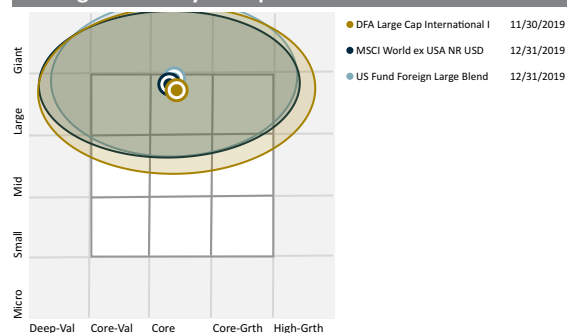 DFA Large Cap International I 11/30/2019
MSCI World ex USA NR USD 12/31/2019
US Fund Foreign Large Blend 12/31/2019
Giant
Large
Mid
Small
Micro
Deep-Val Core-Val Core Core-Grth High-Grth